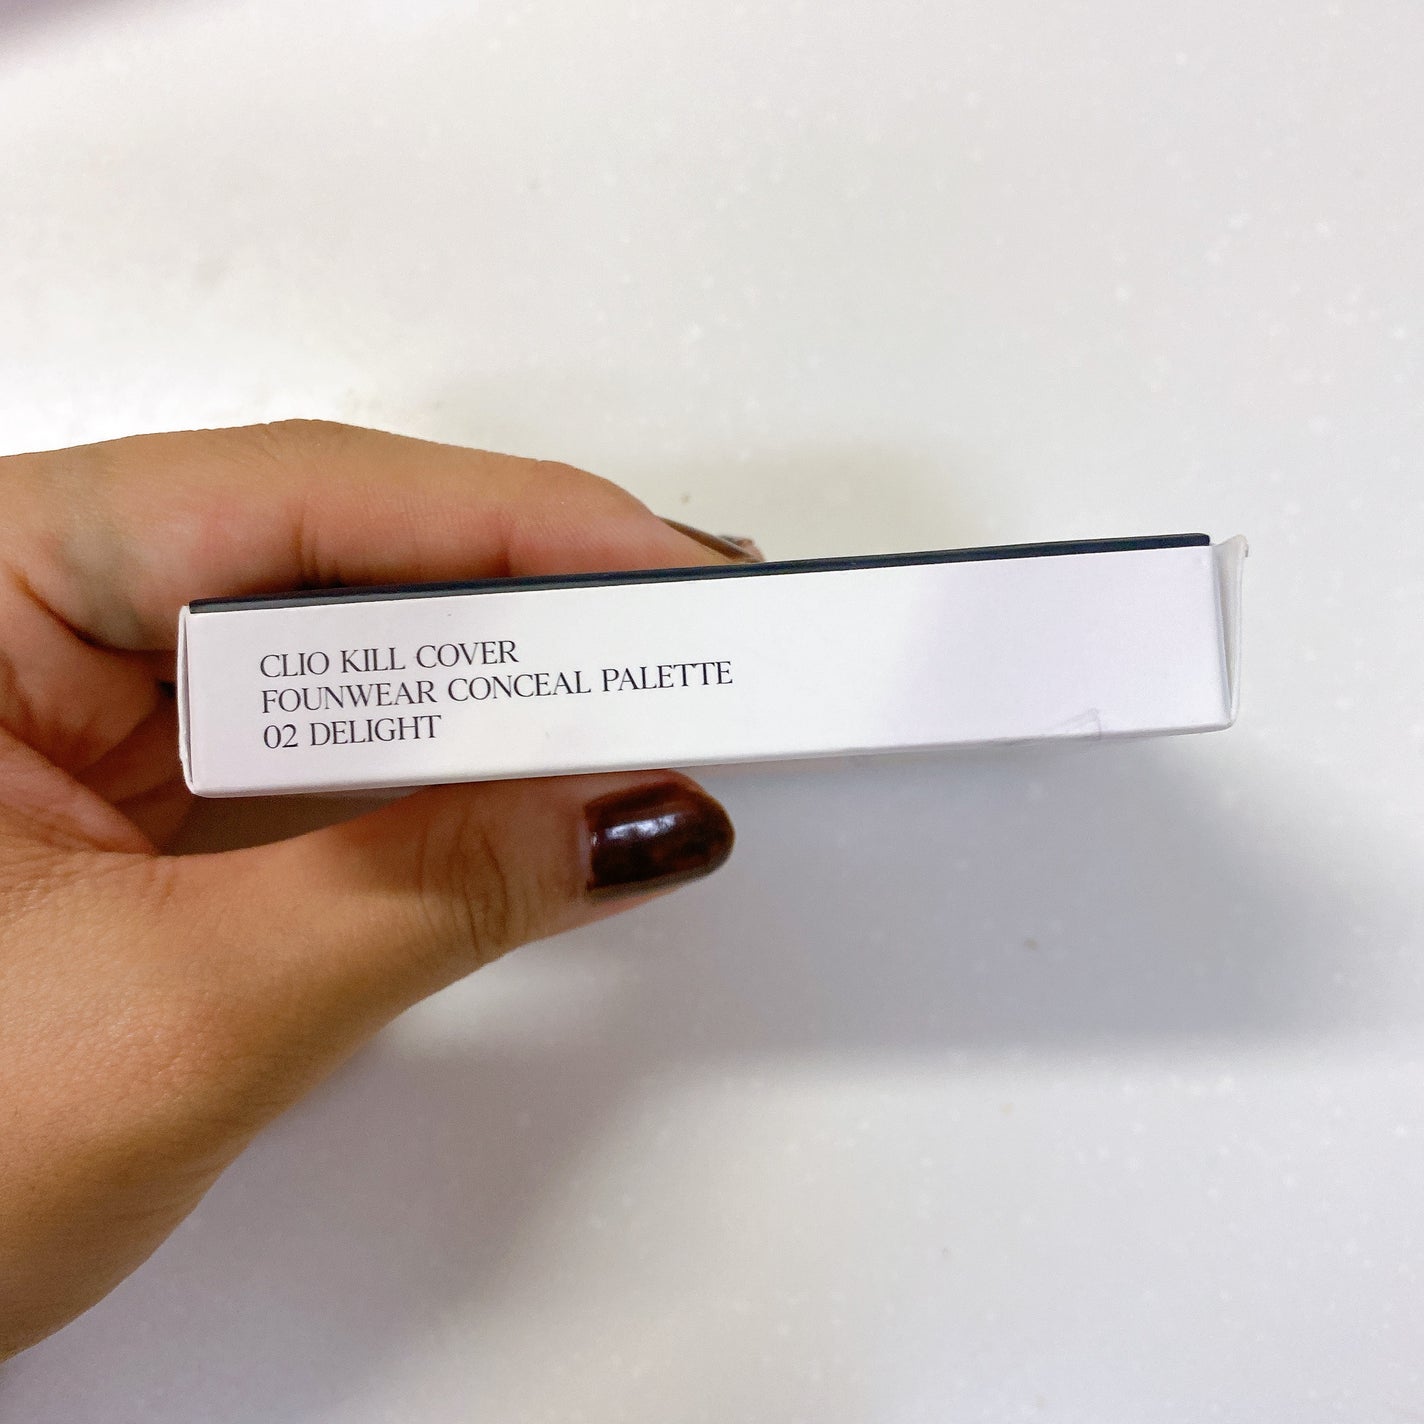 CLIO KILL COVER
FOUNWEAR CONCEAL PALETTE
02 DELIGHT